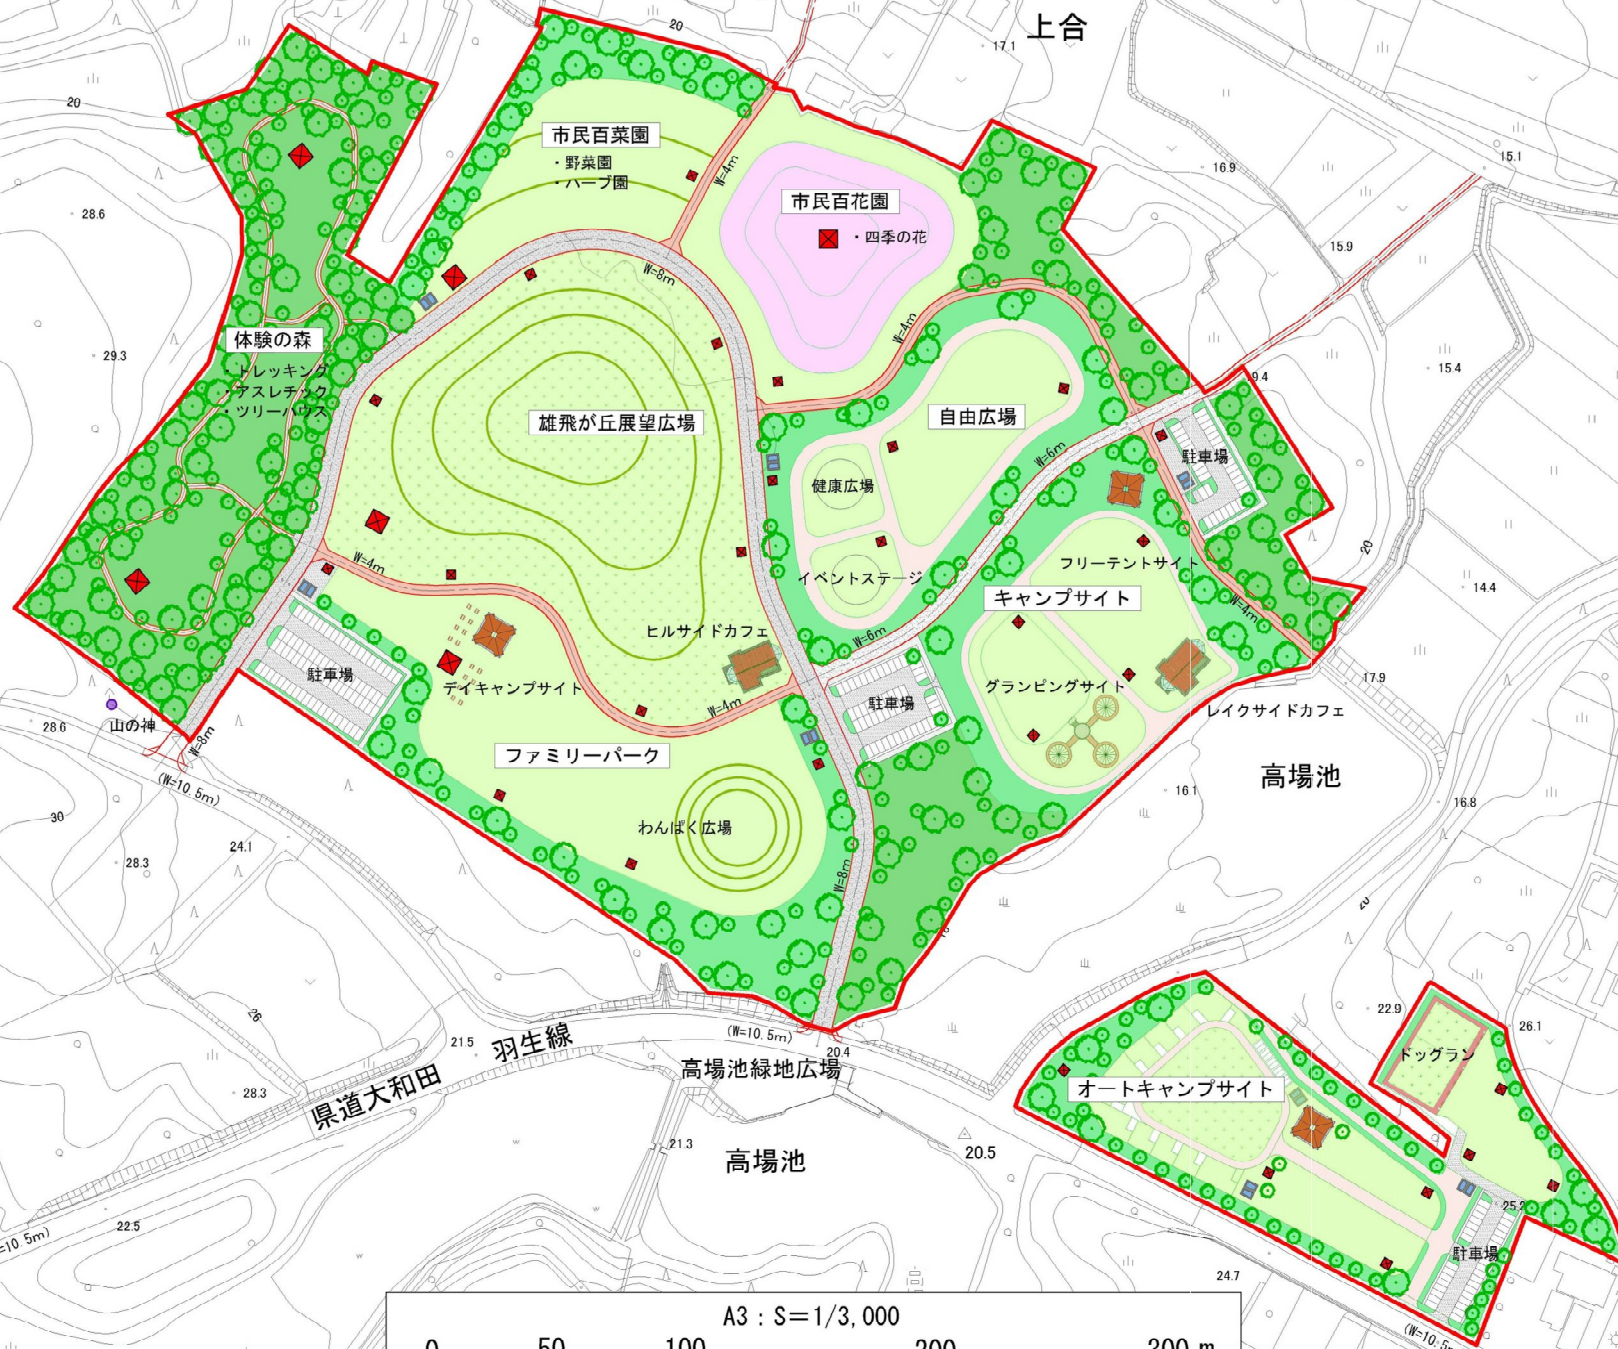 上合
20
17.1
20
市民百菜園
・野菜園
・ハーブ園
W=4m
16.9
15.1
市民百花園
・四季の花
28.6
15.9
W=8m
W=4m
体験の森
・トレッキング
・アスレチック
・ツリーハウス
29.3
15.4
19.4
雄飛が丘展望広場
自由広場
W=6m
駐車場
健康広場
W=4m
イベントステージ
フリーテントサイト
20
キャンプサイト
14.4
W=4m
ヒルサイドカフェ
W=6m
駐車場
デイキャンプサイト
グランピングサイト
17.9
駐車場
W=4m
レイクサイドカフェ
山の神
28.6
W=8m
ファミリーパーク
高場池
(W=10.5m)
16.1
16.8
30
わんぱく広場
24.1
28.3
W=8m
20
26
22.9
26.1
羽生線
(W=10.5m)
21.5
20.4
ドッグラン
高場池緑地広場
県道大和田
オートキャンプサイト
28.3
21.3
高場池
20.5
22.5
=10.5m)
駐車場
24.7
A3：S＝1/3,000
(W=10.5m
0 50 100 200 300 m